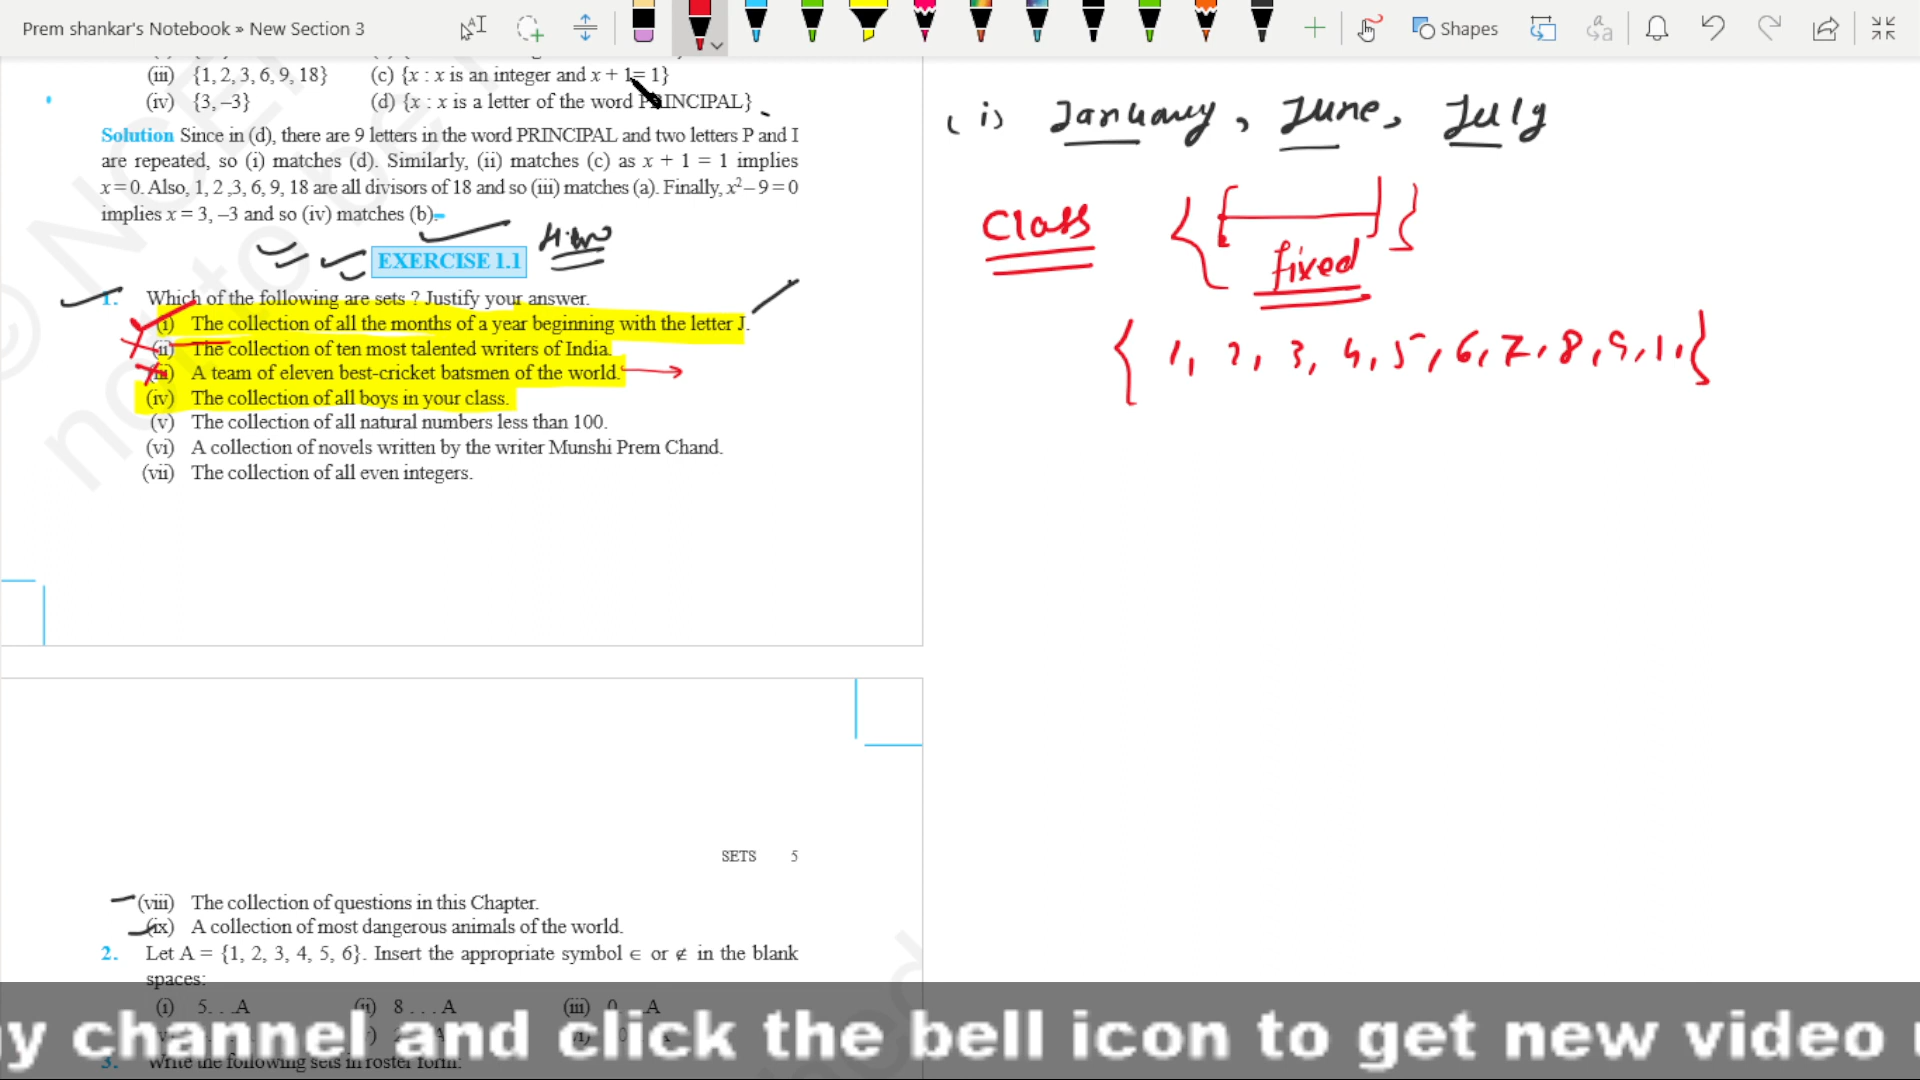 Prem shankar's Notebook » New Section 3
Shapes
(iii) {1, 2, 3, 6, 9, 18} (c) {x : x is an integer and x + 1= 1}
(iv) {3, –3} (d) {x : x is a letter of the word PRINCIPAL}
Solution Since in (d), there are 9 letters in the word PRINCIPAL and two letters P and I
are repeated, so (i) matches (d). Similarly, (ii) matches (c) as x + 1 = 1 implies
x = 0. Also, 1, 2 ,3, 6, 9, 18 are all divisors of 18 and so (iii) matches (a). Finally, x² – 9 = 0
implies x = 3, –3 and so (iv) matches (b).
EXERCISE 1.1
1. Which of the following are sets ? Justify your answer.
(i) The collection of all the months of a year beginning with the letter J.
(ii) The collection of ten most talented writers of India.
(iii) A team of eleven best-cricket batsmen of the world.
(iv) The collection of all boys in your class.
(v) The collection of all natural numbers less than 100.
(vi) A collection of novels written by the writer Munshi Prem Chand.
(vii) The collection of all even integers.
SETS 5
(viii) The collection of questions in this Chapter.
(ix) A collection of most dangerous animals of the world.
2. Let A = {1, 2, 3, 4, 5, 6}. Insert the appropriate symbol ∈ or ∉ in the blank
spaces:
(i) 5. . .A (ii) 8 . . . A (iii) 0. . .A
3. Write the following sets in roster form:
(i) January, June, July
Class { [ ] }
fixed
{ 1, 2, 3, 4, 5, 6, 7, 8, 9, 1. }
channel and click the bell icon to get new video